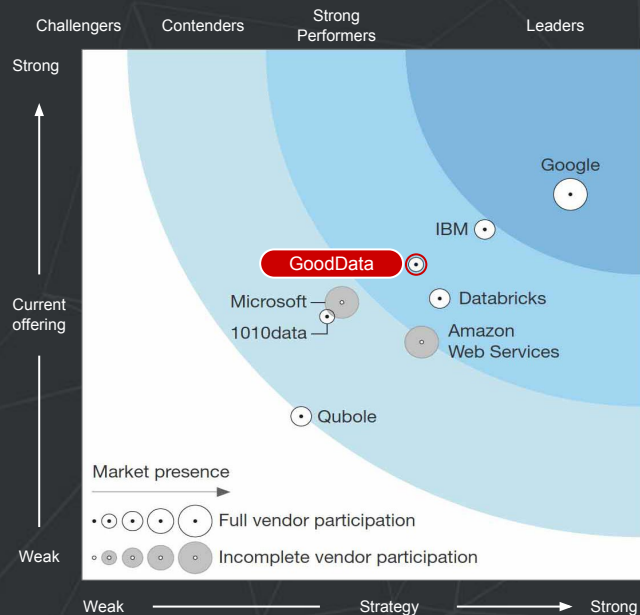 Challengers
Contenders
Strong
Performers
Leaders
Strong
Google
IBM
GoodData
Microsoft
Databricks
1010data
Amazon
Web Services
Current
offering
Qubole
Market presence
Full vendor participation
Incomplete vendor participation
Weak
Weak
Strategy
Strong